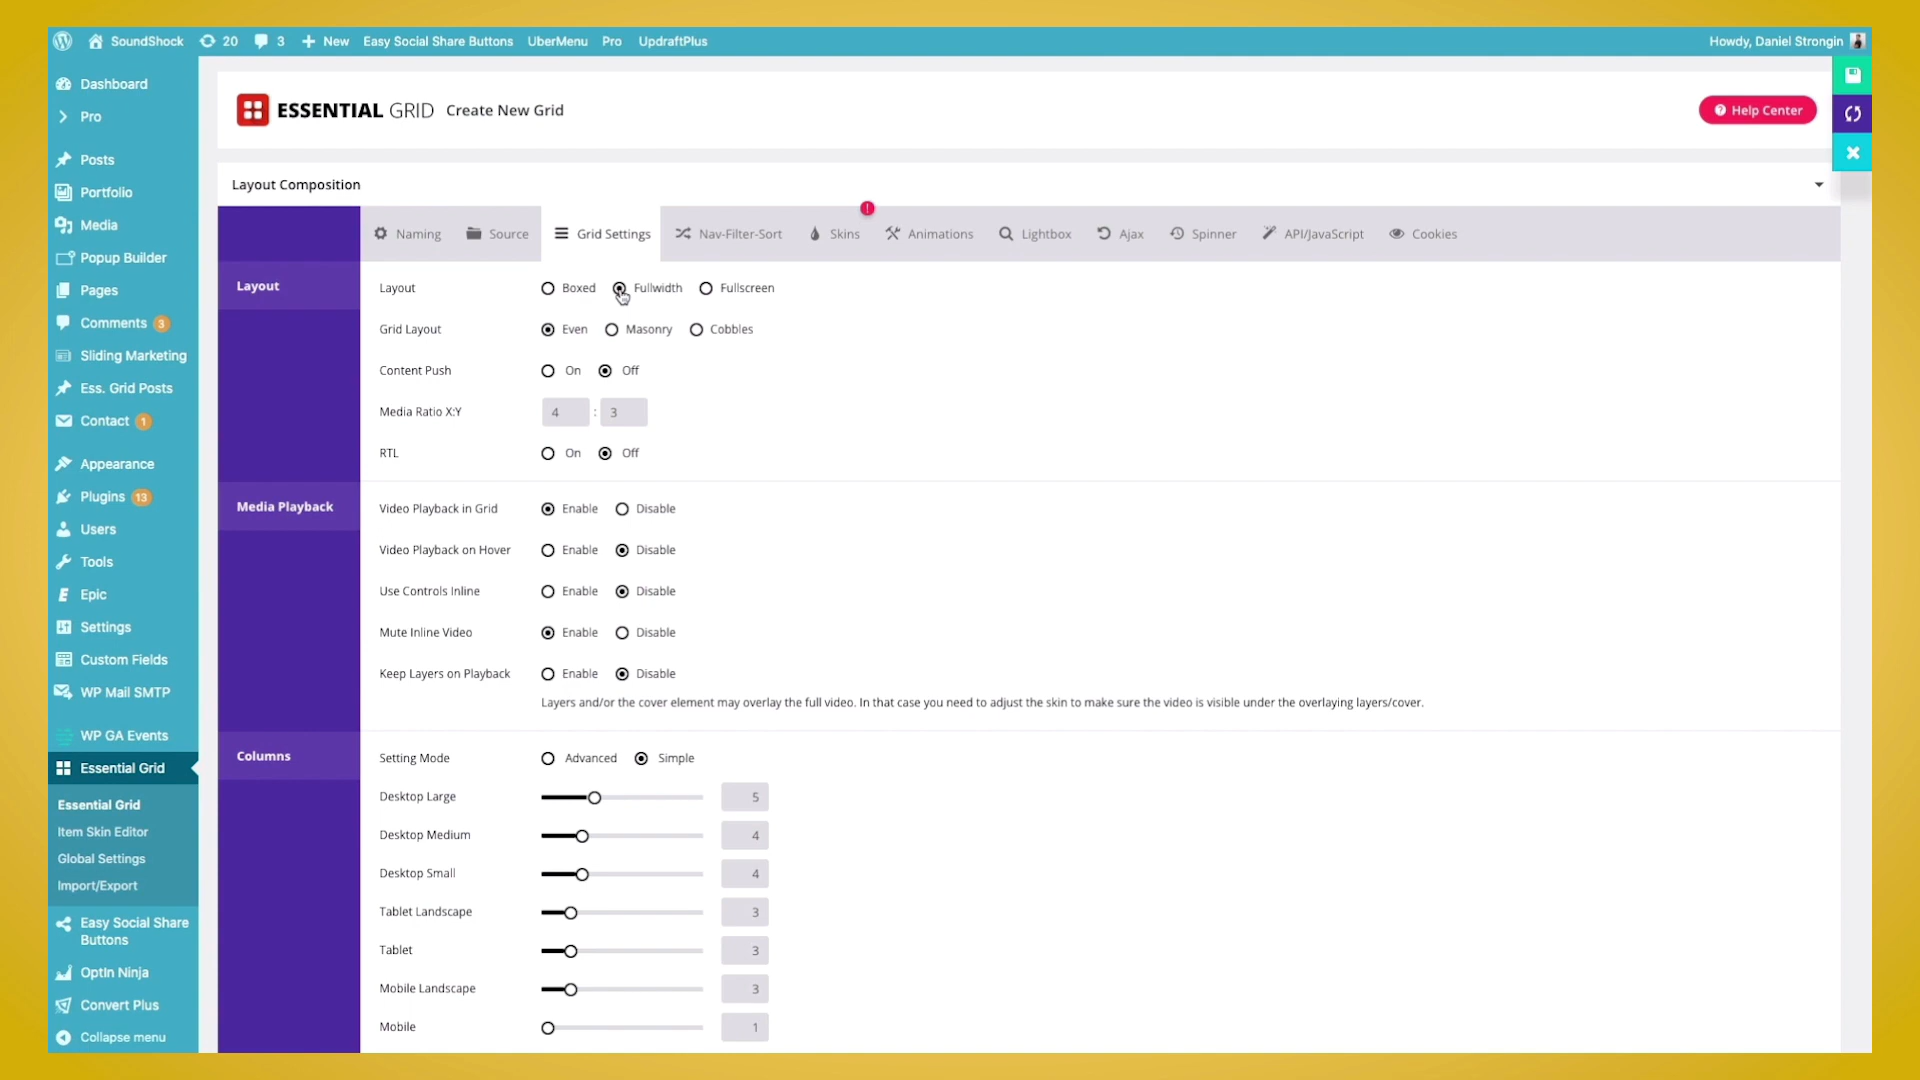 SoundShock 20 3 New Easy Social Share Buttons UberMenu Pro UpdraftPlus Howdy, Daniel Strongin
Dashboard
Pro
Posts
Portfolio
Media
Popup Builder
Pages
Comments 3
Sliding Marketing
Ess. Grid Posts
Contact 1
Appearance
Plugins 13
Users
Tools
Epic
Settings
Custom Fields
WP Mail SMTP
WP GA Events
Essential Grid
Essential Grid
Item Skin Editor
Global Settings
Import/Export
Easy Social Share
Buttons
OptIn Ninja
Convert Plus
Collapse menu
ESSENTIAL GRID Create New Grid Help Center
Layout Composition
Naming Source Grid Settings Nav-Filter-Sort Skins ! Animations Lightbox Ajax Spinner API/JavaScript Cookies
Layout
Layout Boxed Fullwidth Fullscreen
Grid Layout Even Masonry Cobbles
Content Push On Off
Media Ratio X:Y 4 : 3
RTL On Off
Media Playback
Video Playback in Grid Enable Disable
Video Playback on Hover Enable Disable
Use Controls Inline Enable Disable
Mute Inline Video Enable Disable
Keep Layers on Playback Enable Disable
Layers and/or the cover element may overlay the full video. In that case you need to adjust the skin to make sure the video is visible under the overlaying layers/cover.
Columns
Setting Mode Advanced Simple
Desktop Large 5
Desktop Medium 4
Desktop Small 4
Tablet Landscape 3
Tablet 3
Mobile Landscape 3
Mobile 1